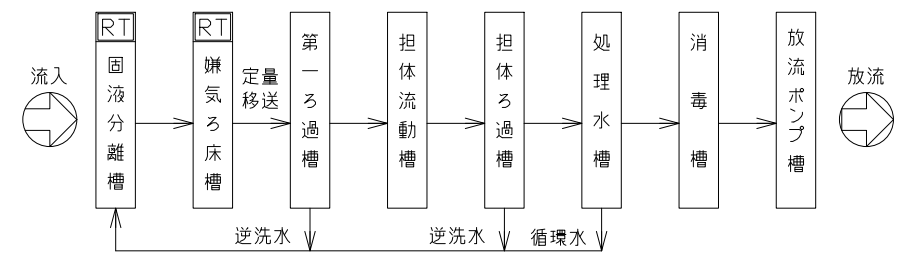 流入
RT
固液分離槽
RT
嫌気ろ床槽
定量
移送
第一ろ過槽
担体流動槽
担体ろ過槽
処理水槽
消毒槽
放流ポンプ槽
放流
逆洗水
逆洗水
循環水